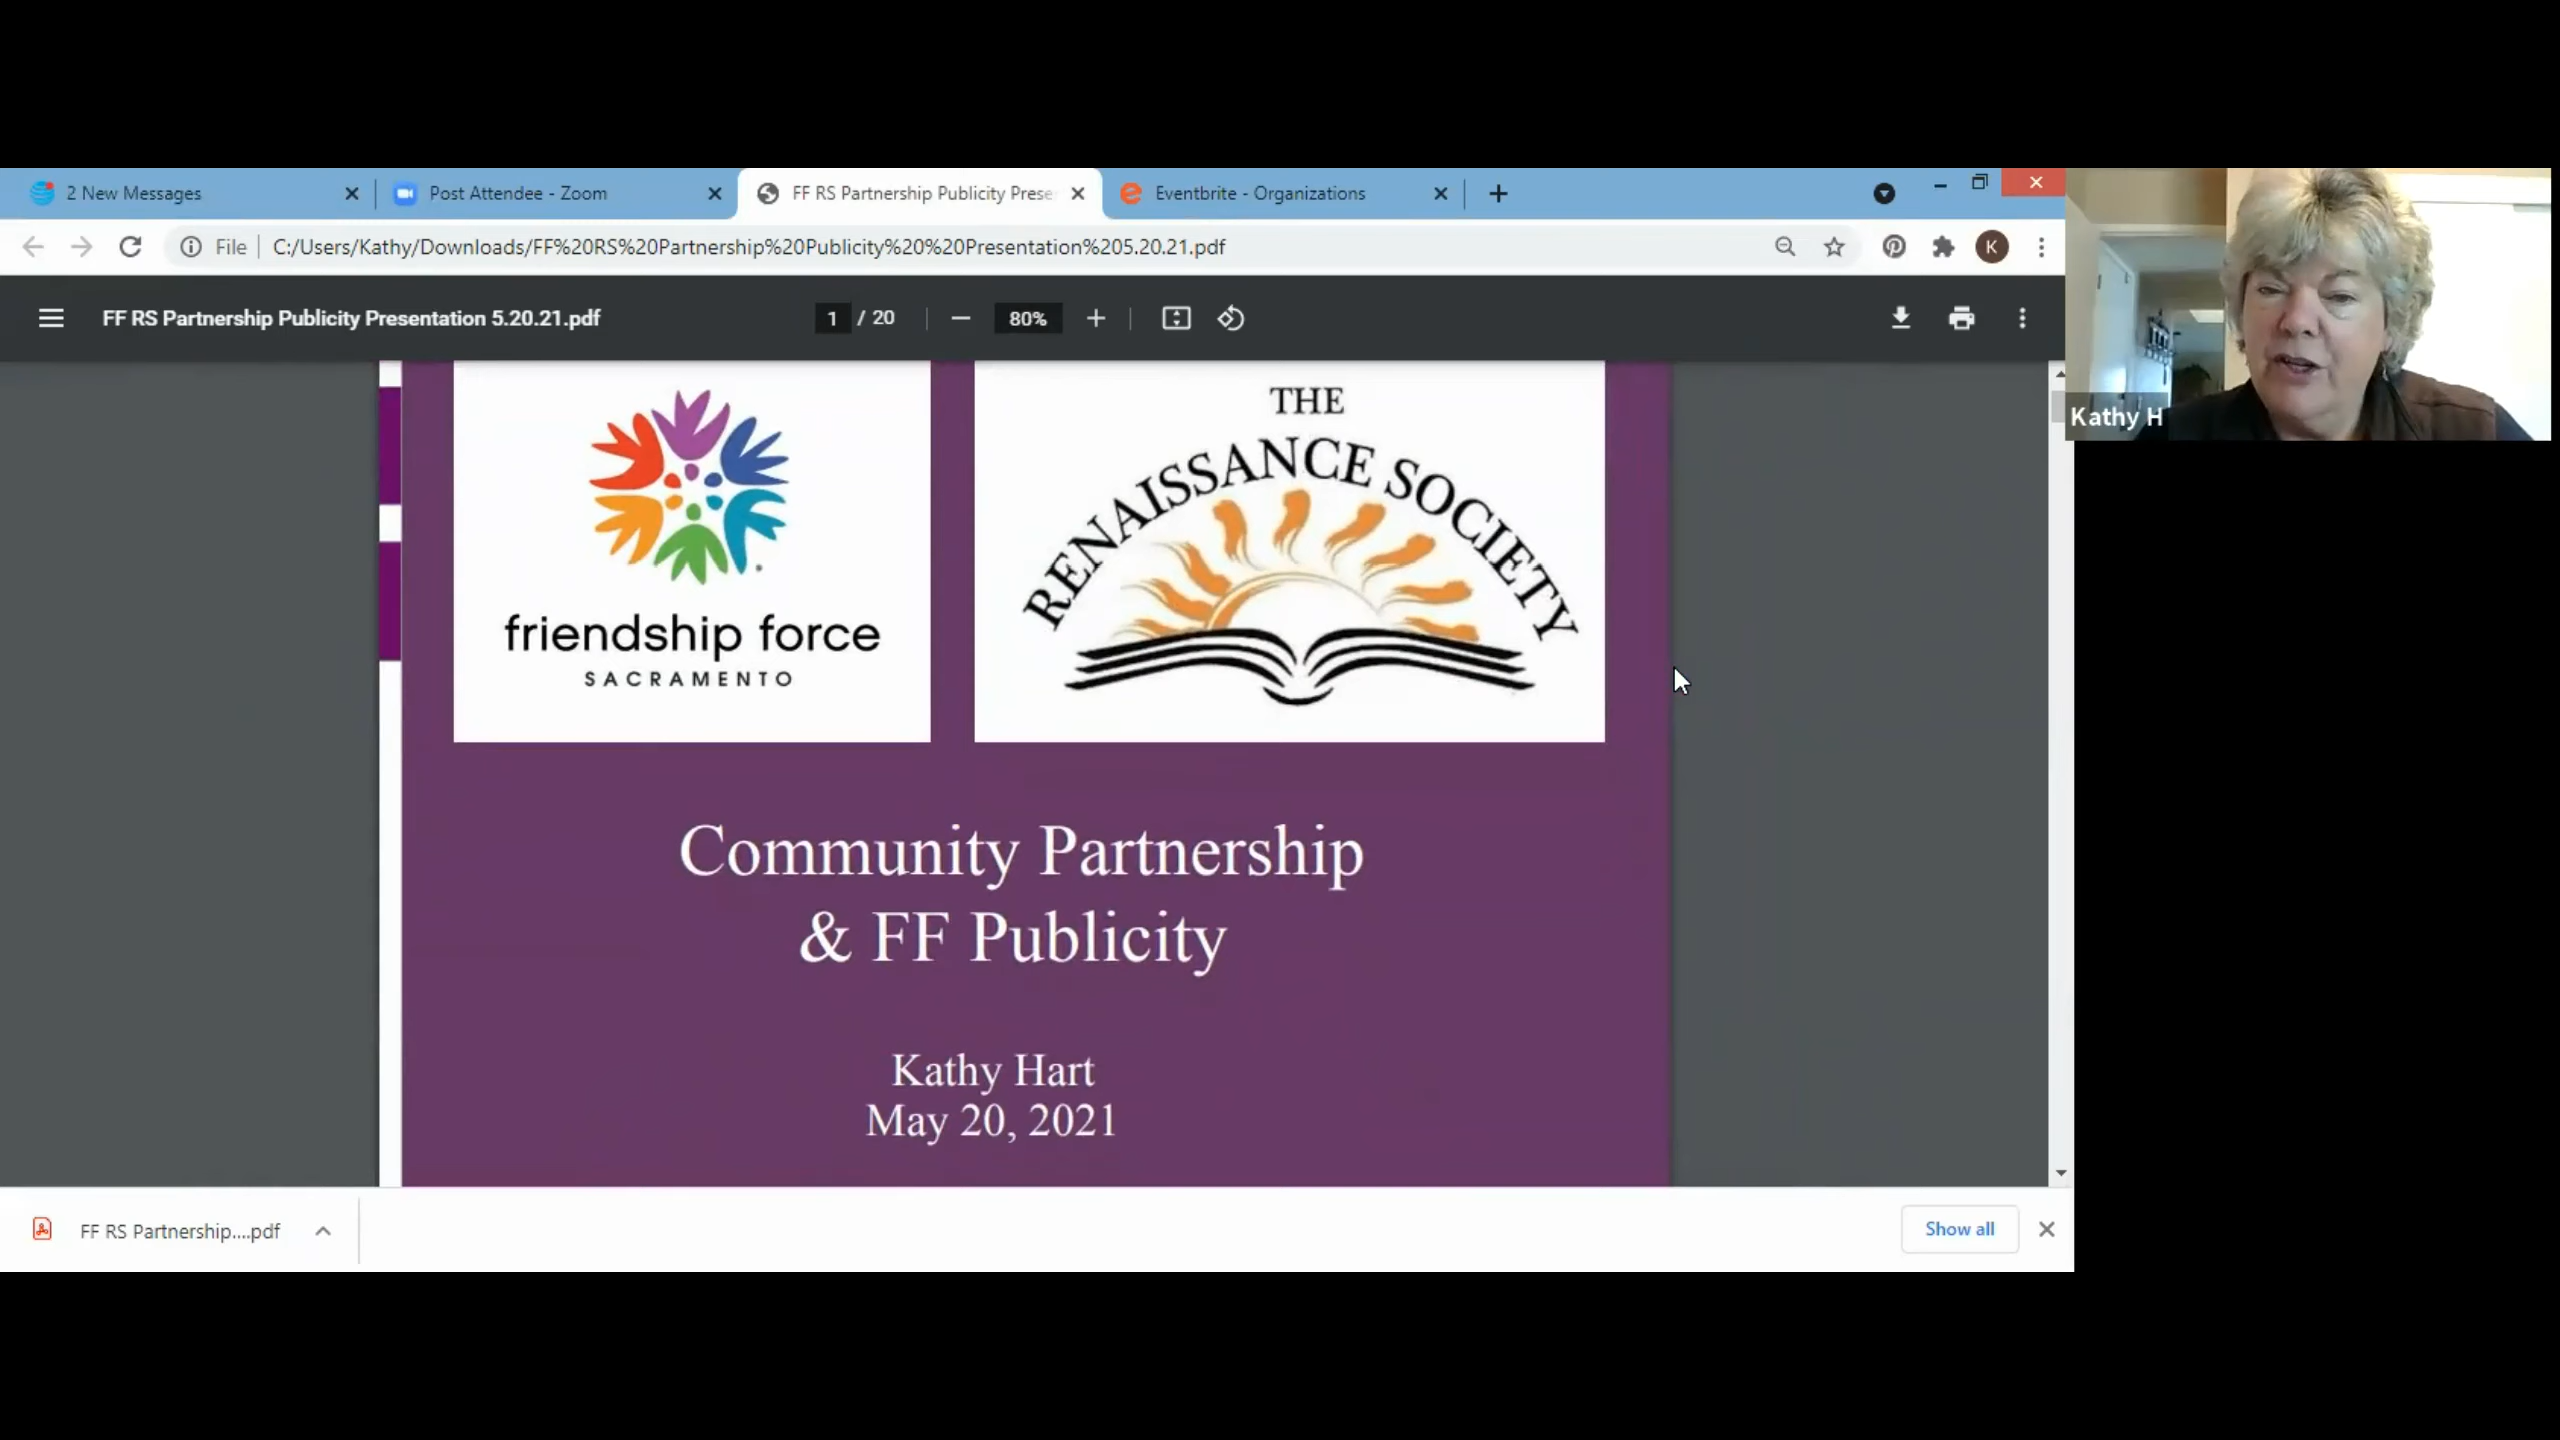 2 New Messages
Post Attendee - Zoom
FF RS Partnership Publicity Prese
Eventbrite - Organizations
File
C:/Users/Kathy/Downloads/FF%20RS%20Partnership%20Publicity%20%20Presentation%205.20.21.pdf
K
FF RS Partnership Publicity Presentation 5.20.21.pdf
1 / 20
80%
Kathy H
friendship force
SACRAMENTO
THE
RENAISSANCE SOCIETY
Community Partnership
& FF Publicity
Kathy Hart
May 20, 2021
FF RS Partnership....pdf
Show all